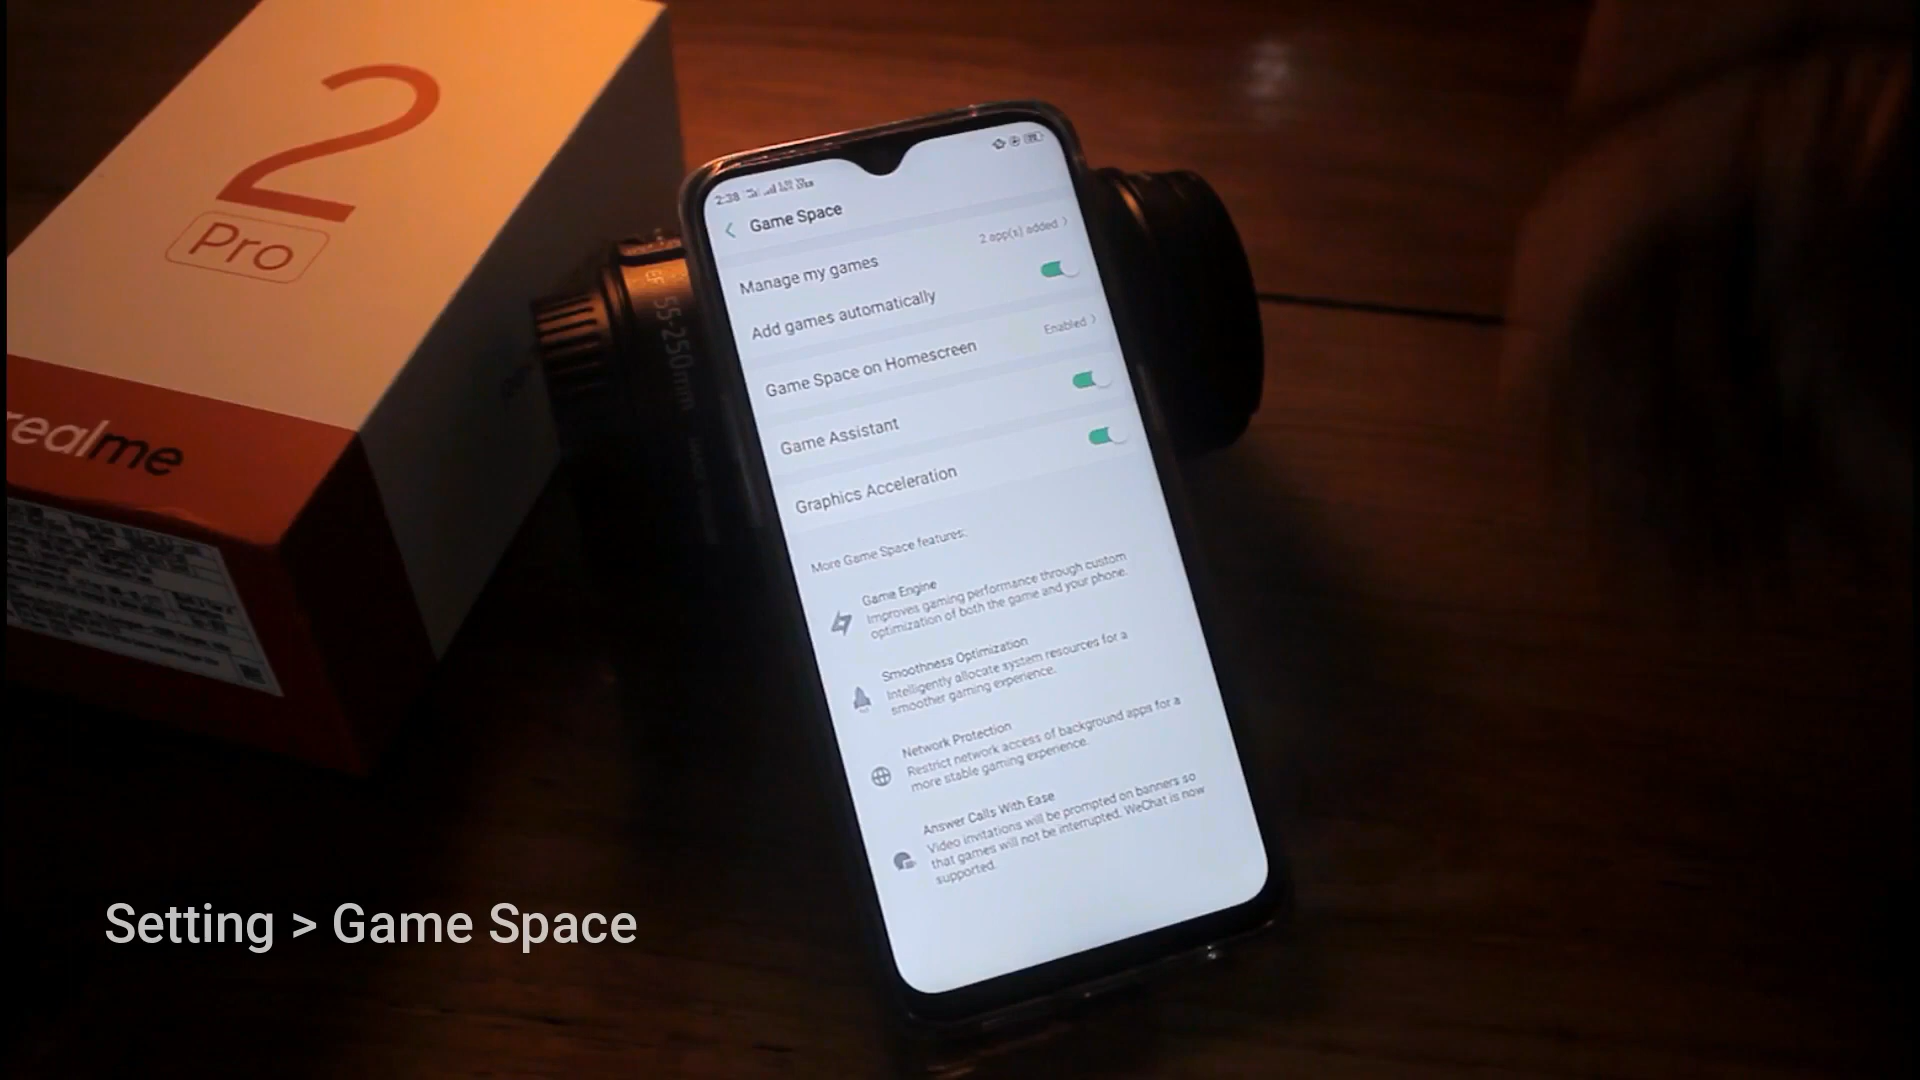 2
Pro
realme
EF 55-250mm
2:38
Game Space
Manage my games
2 app(s) added >
Add games automatically
Game Space on Homescreen
Enabled >
Game Assistant
Graphics Acceleration
More Game Space features:
Game Engine
Improves gaming performance through custom
optimization of both the game and your phone.
Smoothness Optimization
Intelligently allocate system resources for a
smoother gaming experience.
Network Protection
Restrict network access of background apps for a
more stable gaming experience.
Answer Calls With Ease
Video invitations will be prompted on banners so
that games will not be interrupted. WeChat is now
supported.
Setting > Game Space